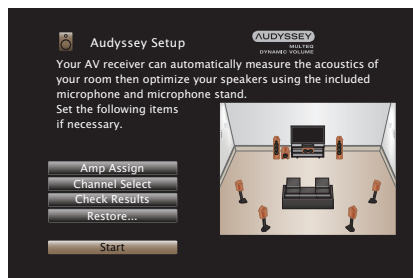 Audyssey Setup
AUDYSSEY
MULTEQ
DYNAMIC VOLUME
Your AV receiver can automatically measure the acoustics of
your room then optimize your speakers using the included
microphone and microphone stand.
Set the following items
if necessary.
Amp Assign
Channel Select
Check Results
Restore...
Start